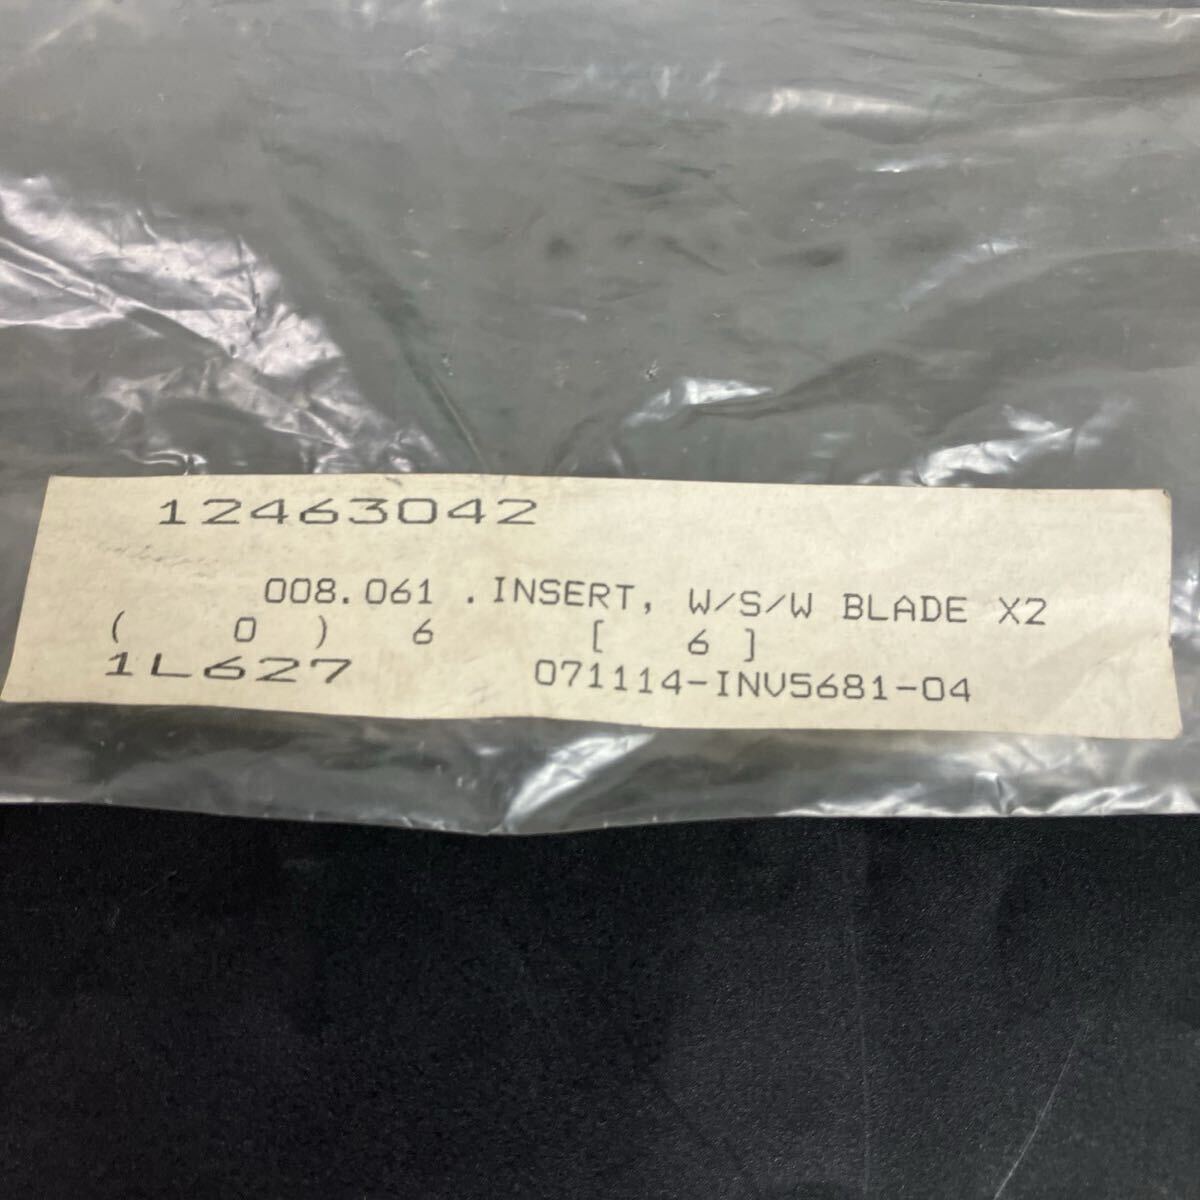 12463042
008.061 .INSERT, W/S/W BLADE X2
( 0 ) 6 [ 6 ]
1L627 071114-INV5681-04